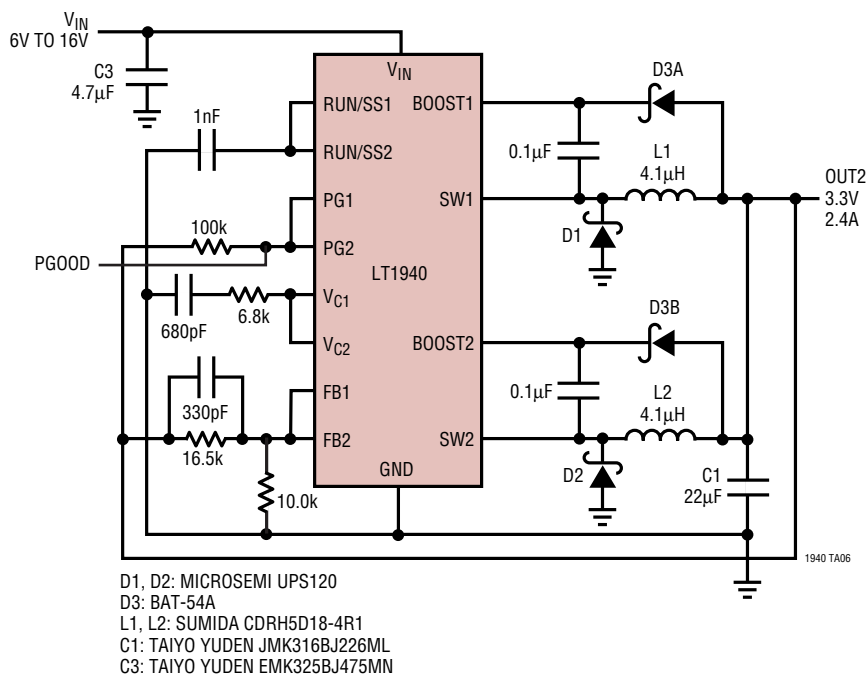 VIN
6V TO 16V
C3
4.7µF
1nF
VIN
RUN/SS1
BOOST1
RUN/SS2
PG1
SW1
PG2
LT1940
VC1
VC2
BOOST2
FB1
FB2
SW2
GND
D3A
0.1µF
L1
4.1µH
OUT2
3.3V
2.4A
D1
100k
PGOOD
680pF
6.8k
330pF
16.5k
10.0k
D3B
0.1µF
L2
4.1µH
D2
C1
22µF
1940 TA06
D1, D2: MICROSEMI UPS120
D3: BAT-54A
L1, L2: SUMIDA CDRH5D18-4R1
C1: TAIYO YUDEN JMK316BJ226ML
C3: TAIYO YUDEN EMK325BJ475MN